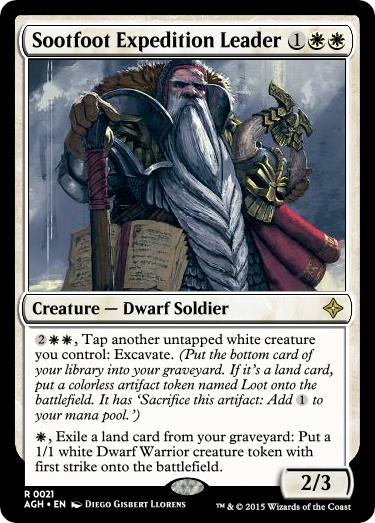 Sootfoot Expedition Leader 1
Creature — Dwarf Soldier
2, Tap another untapped white creature
you control: Excavate. (Put the bottom card of
your library into your graveyard. If it's a land card,
put a colorless artifact token named Loot onto the
battlefield. It has ‘Sacrifice this artifact: Add 1 to
your mana pool.’)
, Exile a land card from your graveyard: Put a
1/1 white Dwarf Warrior creature token with
first strike onto the battlefield.
2/3
R 0021
AGH • EN DIEGO GISBERT LLORENS
™ & © 2015 Wizards of the Coast